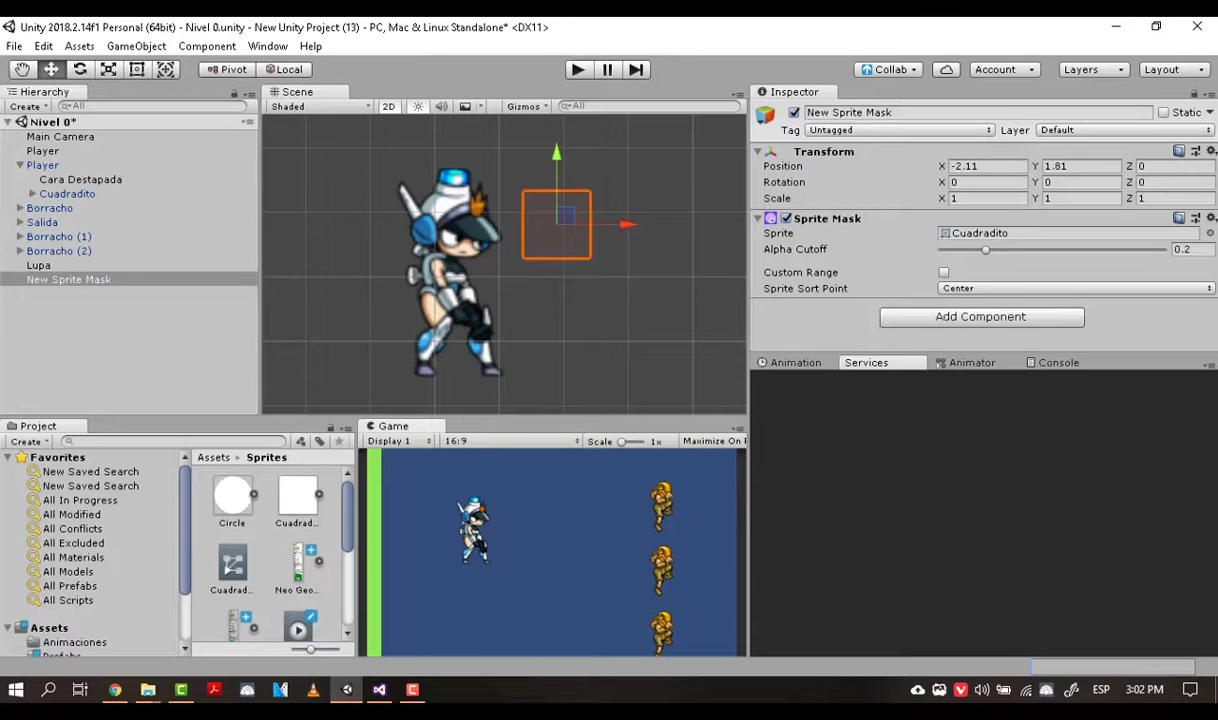 Unity 2018.2.14f1 Personal (64bit) - Nivel 0.unity - New Unity Project (13) - PC, Mac & Linux Standalone* <DX11>
File Edit Assets GameObject Component Window Help
Pivot Local Collab Account Layers Layout
Hierarchy
Create All
Nivel 0*
Main Camera
Player
Player
Cara Destapada
Cuadradito
Borracho
Salida
Borracho (1)
Borracho (2)
Lupa
New Sprite Mask
Scene
Shaded 2D Gizmos All
Inspector
New Sprite Mask Static
Tag Untagged Layer Default
Transform
Position X -2.11 Y 1.81 Z 0
Rotation X 0 Y 0 Z 0
Scale X 1 Y 1 Z 1
Sprite Mask
Sprite Cuadradito
Alpha Cutoff 0.2
Custom Range
Sprite Sort Point Center
Add Component
Animation Services Animator Console
Project
Create
Favorites
New Saved Search
New Saved Search
All In Progress
All Modified
All Conflicts
All Excluded
All Materials
All Models
All Prefabs
All Scripts
Assets
Animaciones
Assets Sprites
Circle Cuadrad...
Cuadrad... Neo Geo...
Game
Display 1 16:9 Scale 1x Maximize On P
ESP 3:02 PM